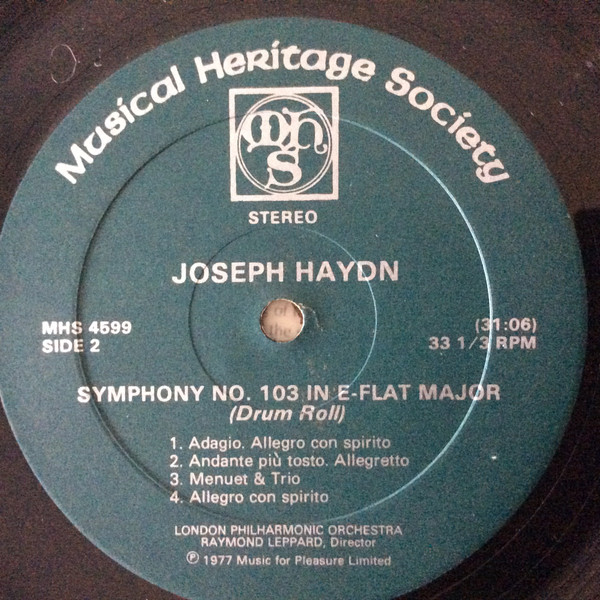 Musical Heritage Society
mhs
STEREO
JOSEPH HAYDN
MHS 4599
SIDE 2
(31:06)
33 1/3 RPM
SYMPHONY NO. 103 IN E-FLAT MAJOR
(Drum Roll)
1. Adagio. Allegro con spirito
2. Andante più tosto. Allegretto
3. Menuet & Trio
4. Allegro con spirito
LONDON PHILHARMONIC ORCHESTRA
RAYMOND LEPPARD, Director
℗ 1977 Music for Pleasure Limited